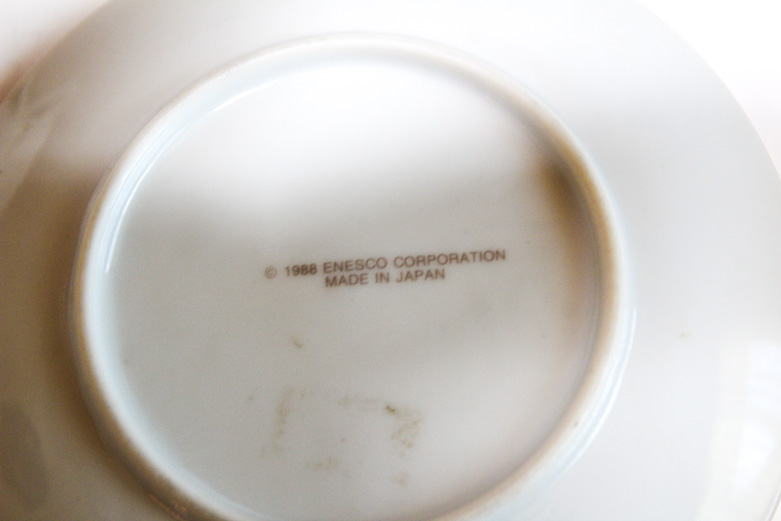 © 1988 ENESCO CORPORATION
MADE IN JAPAN